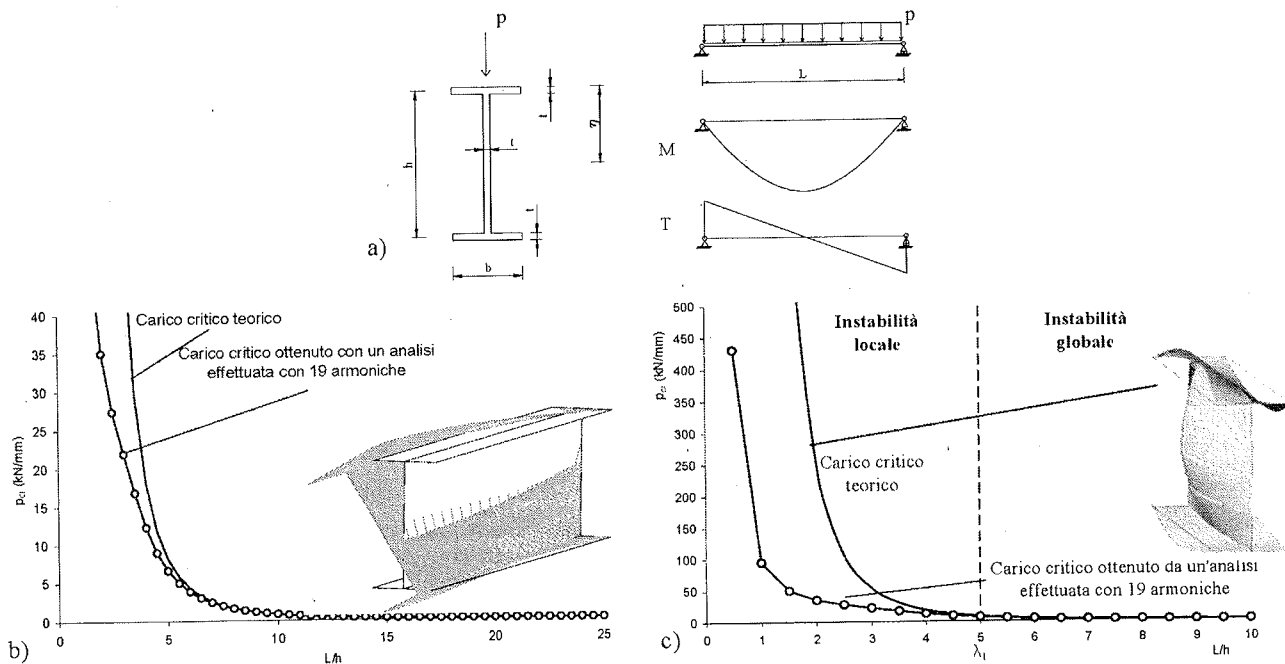 p
t
h
t
η
t
b
a)
p
L
M
T
40
35
30
25
20
15
10
5
0
p_cr (kN/mm)
Carico critico teorico
Carico critico ottenuto con un analisi
effettuata con 19 armoniche
0
5
10
15
20
25
L/h
b)
500
450
400
350
300
250
200
150
100
50
0
p_cr (kN/mm)
Instabilità
locale
Instabilità
globale
Carico critico
teorico
Carico critico ottenuto da un'analisi
effettuata con 19 armoniche
0
1
2
3
4
5
6
7
8
9
10
λ_1
L/h
c)